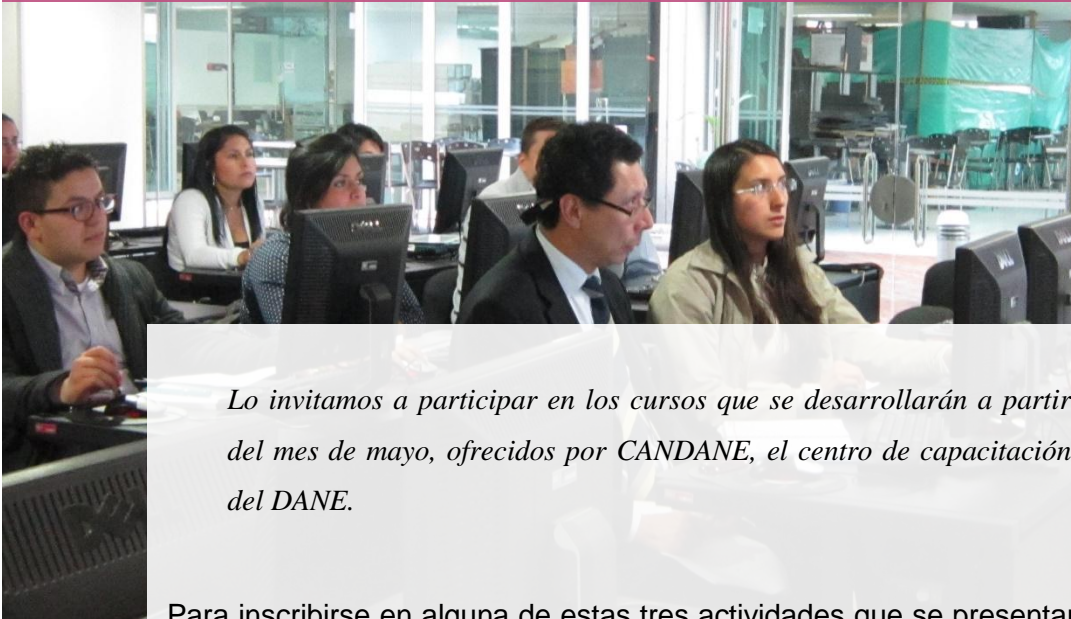 Lo invitamos a participar en los cursos que se desarrollarán a partir
del mes de mayo, ofrecidos por CANDANE, el centro de capacitación
del DANE.
Para inscribirse en alguna de estas tres actividades que se presentan